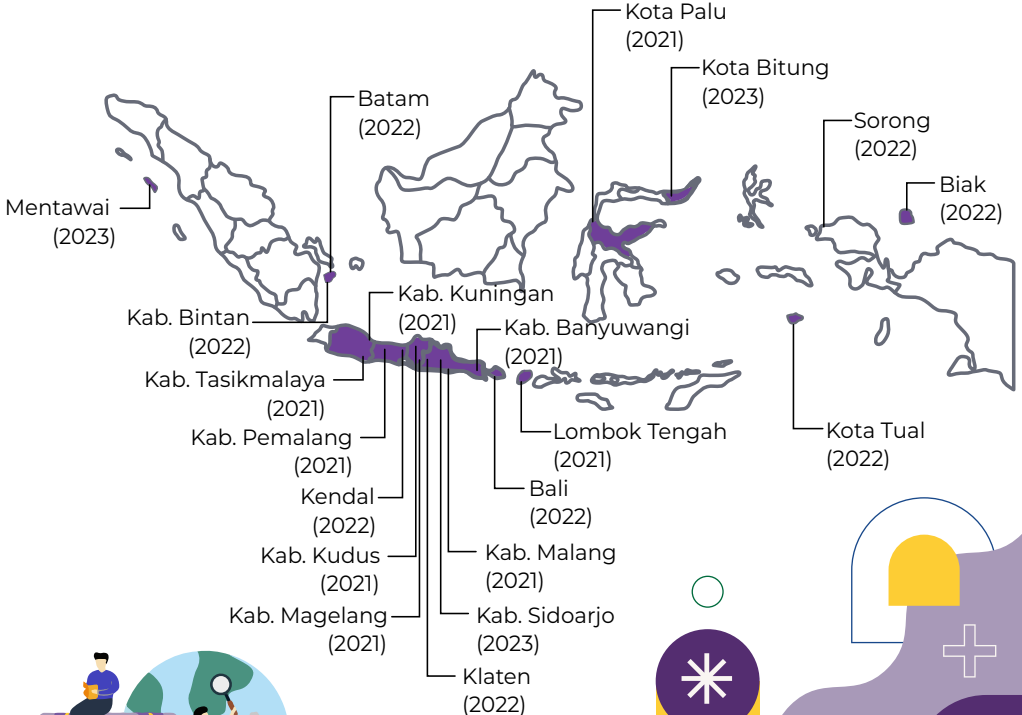 Kota Palu
(2021)
Kota Bitung
(2023)
Batam
(2022)
Sorong
(2022)
Biak
(2022)
Mentawai
(2023)
Kab. Kuningan
(2021)
Kab. Bintan
(2022)
Kab. Banyuwangi
(2021)
Kab. Tasikmalaya
(2021)
Kab. Pemalang
(2021)
Lombok Tengah
(2021)
Kota Tual
(2022)
Kendal
(2022)
Bali
(2022)
Kab. Kudus
(2021)
Kab. Malang
(2021)
Kab. Magelang
(2021)
Kab. Sidoarjo
(2023)
Klaten
(2022)